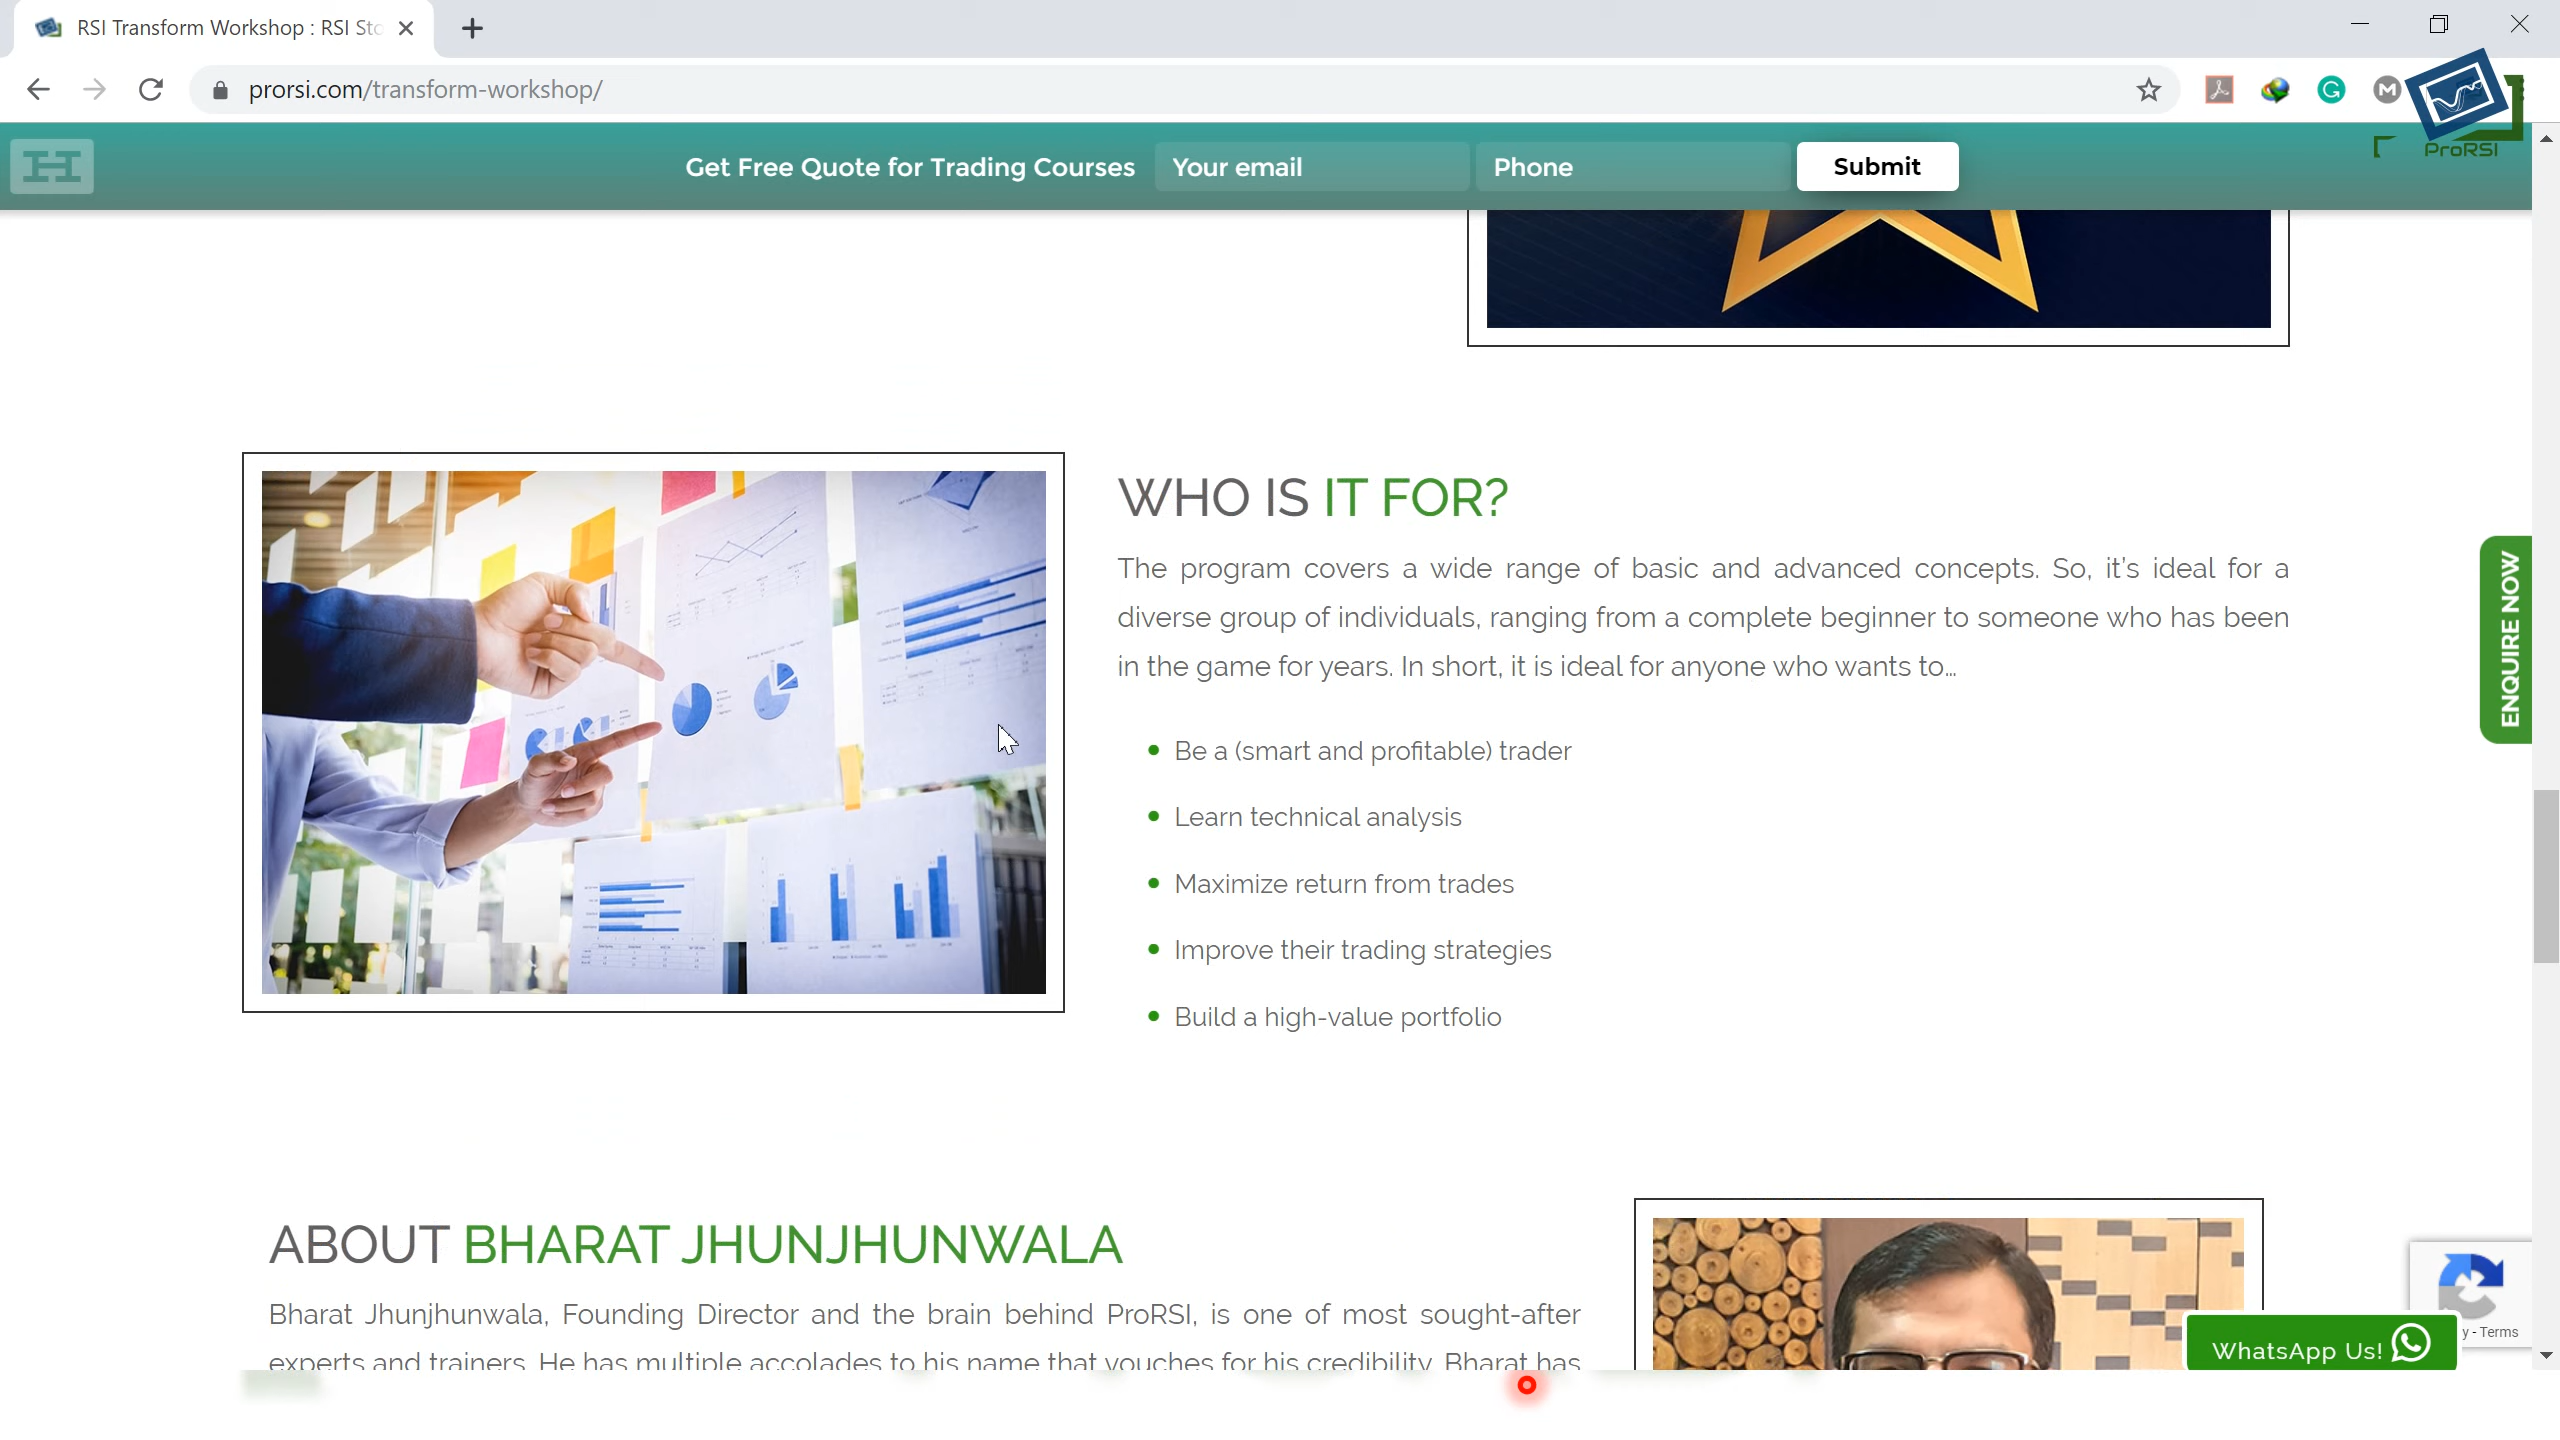 RSI Transform Workshop : RSI Sto
prorsi.com/transform-workshop/
Get Free Quote for Trading Courses
Your email
Phone
Submit
ProRSI
WHO IS IT FOR?
The program covers a wide range of basic and advanced concepts. So, it’s ideal for a
diverse group of individuals, ranging from a complete beginner to someone who has been
in the game for years. In short, it is ideal for anyone who wants to...
Be a (smart and profitable) trader
Learn technical analysis
Maximize return from trades
Improve their trading strategies
Build a high-value portfolio
ENQUIRE NOW
ABOUT BHARAT JHUNJHUNWALA
Bharat Jhunjhunwala, Founding Director and the brain behind ProRSI, is one of most sought-after
experts and trainers. He has multiple accolades to his name that vouches for his credibility. Bharat has
y - Terms
WhatsApp Us!